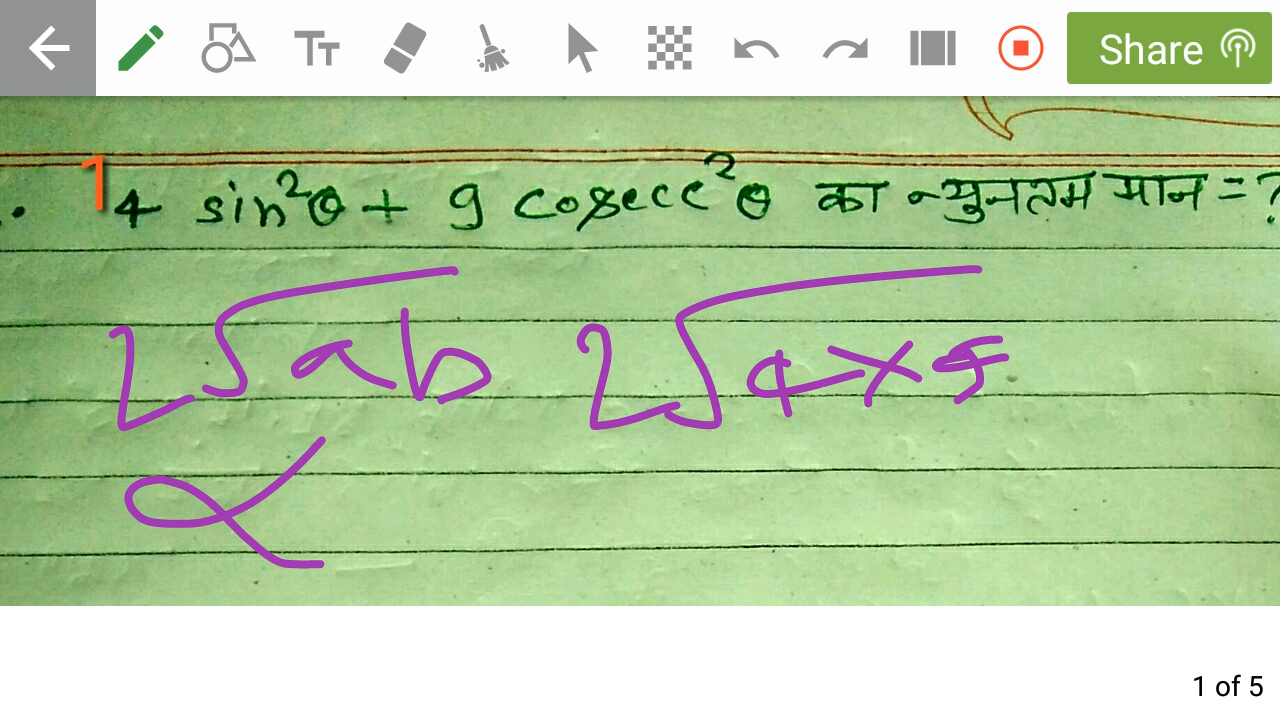 Share
1
. 4 sin²θ + 9 cosecc²θ का न्युनतम मान = ?
2√ab 2√4×9
α
1 of 5